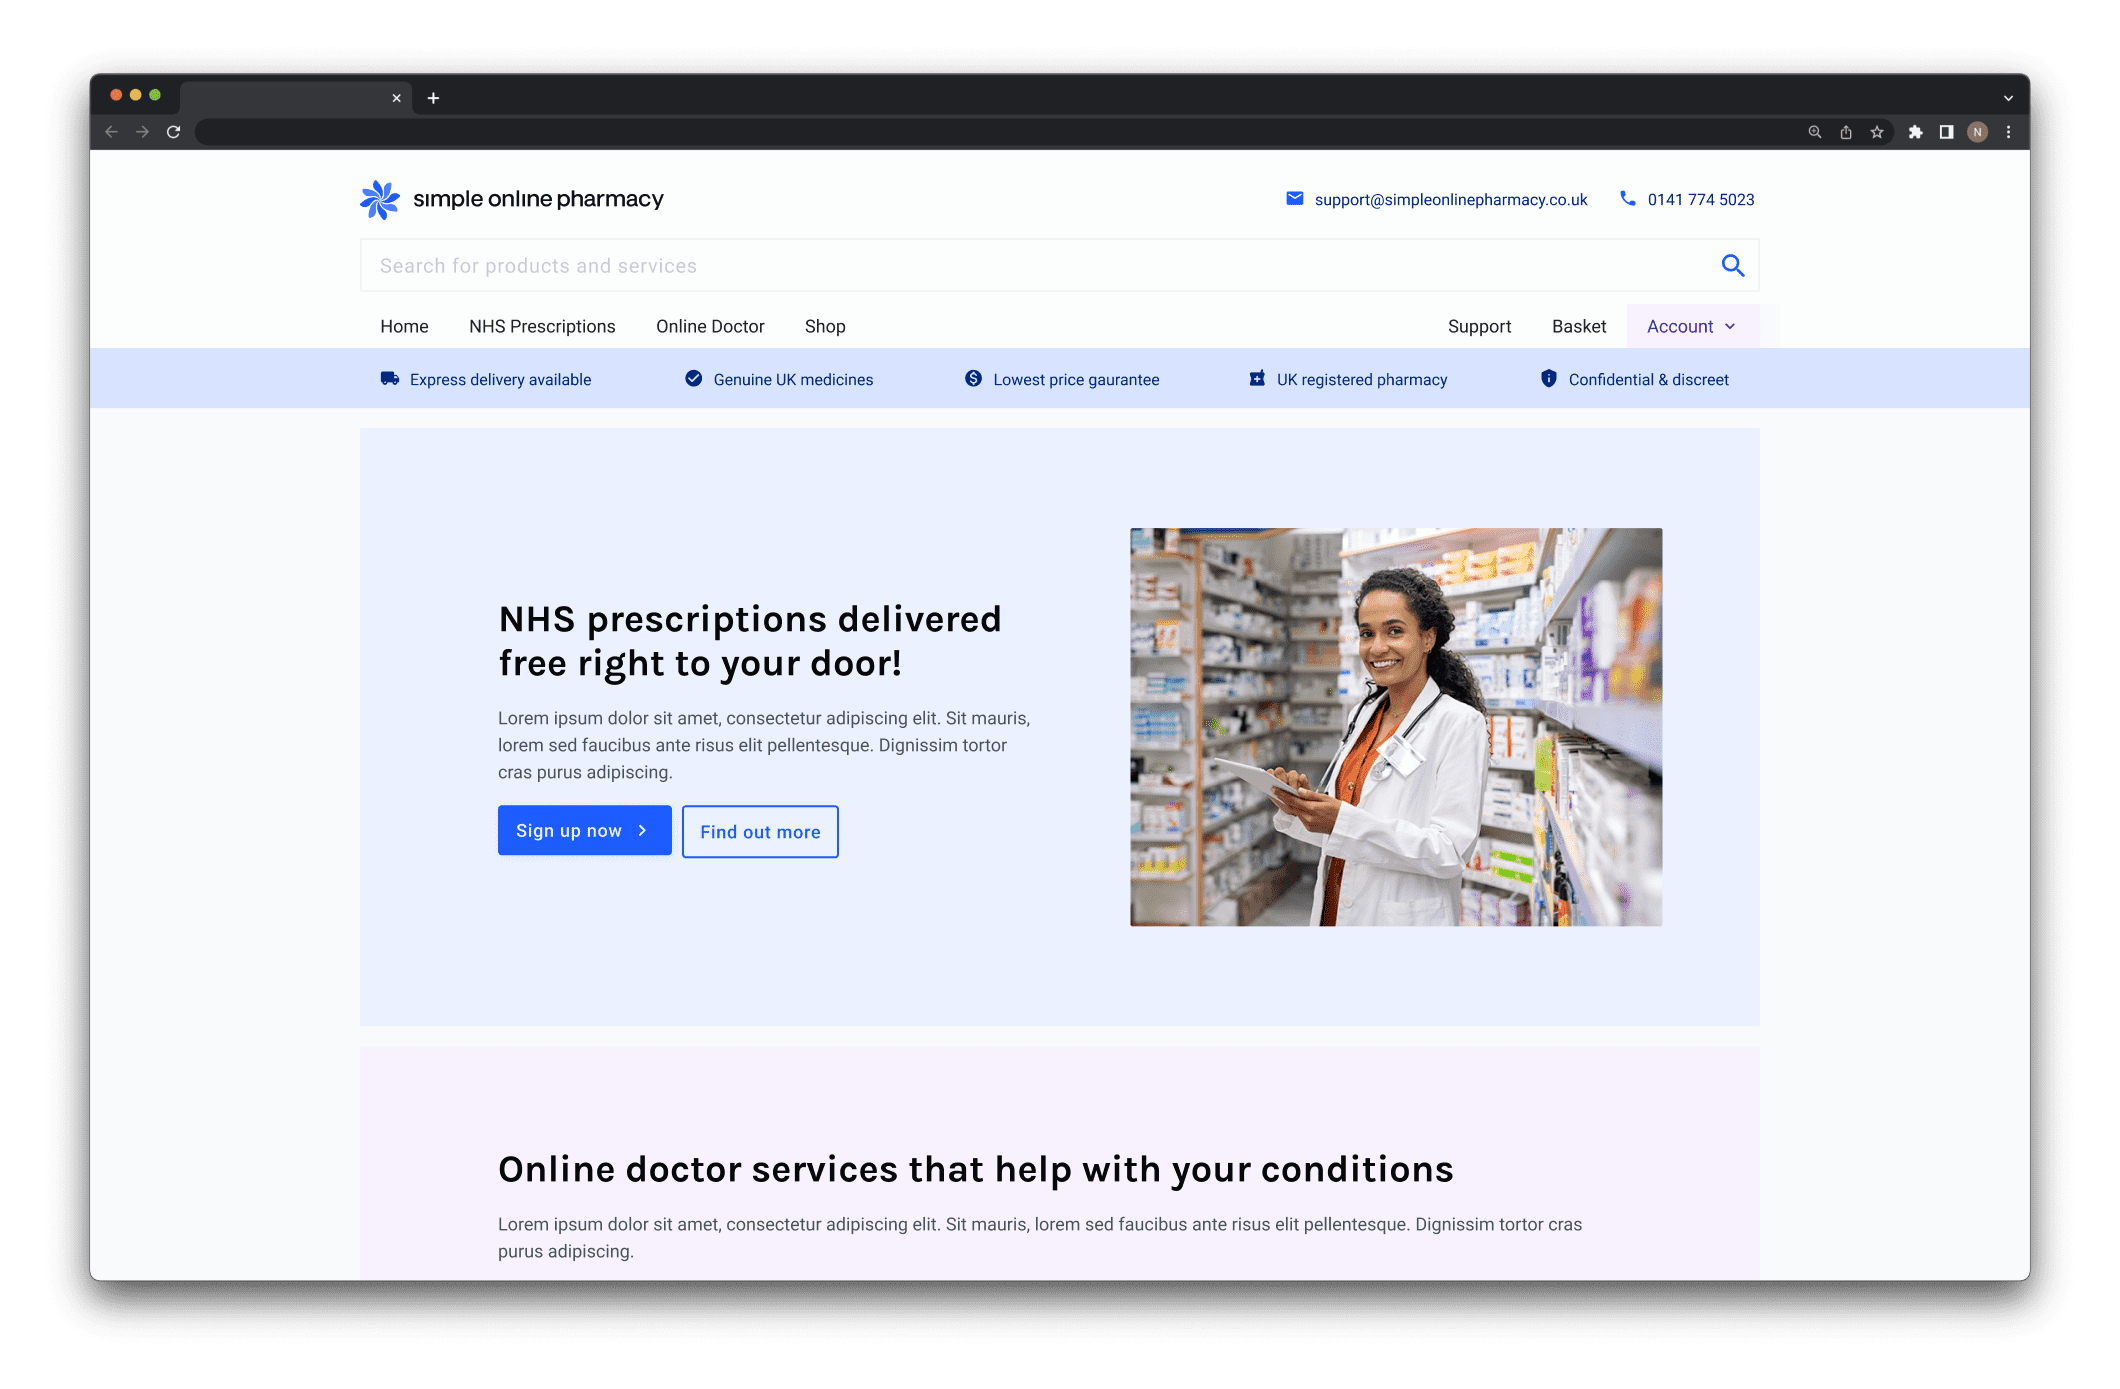 simple online pharmacy
support@simpleonlinepharmacy.co.uk 0141 774 5023
Search for products and services
Home NHS Prescriptions Online Doctor Shop Support Basket Account
Express delivery available Genuine UK medicines Lowest price gaurantee UK registered pharmacy Confidential & discreet
NHS prescriptions delivered
free right to your door!
Lorem ipsum dolor sit amet, consectetur adipiscing elit. Sit mauris,
lorem sed faucibus ante risus elit pellentesque. Dignissim tortor
cras purus adipiscing.
Sign up now Find out more
Online doctor services that help with your conditions
Lorem ipsum dolor sit amet, consectetur adipiscing elit. Sit mauris, lorem sed faucibus ante risus elit pellentesque. Dignissim tortor cras
purus adipiscing.
N